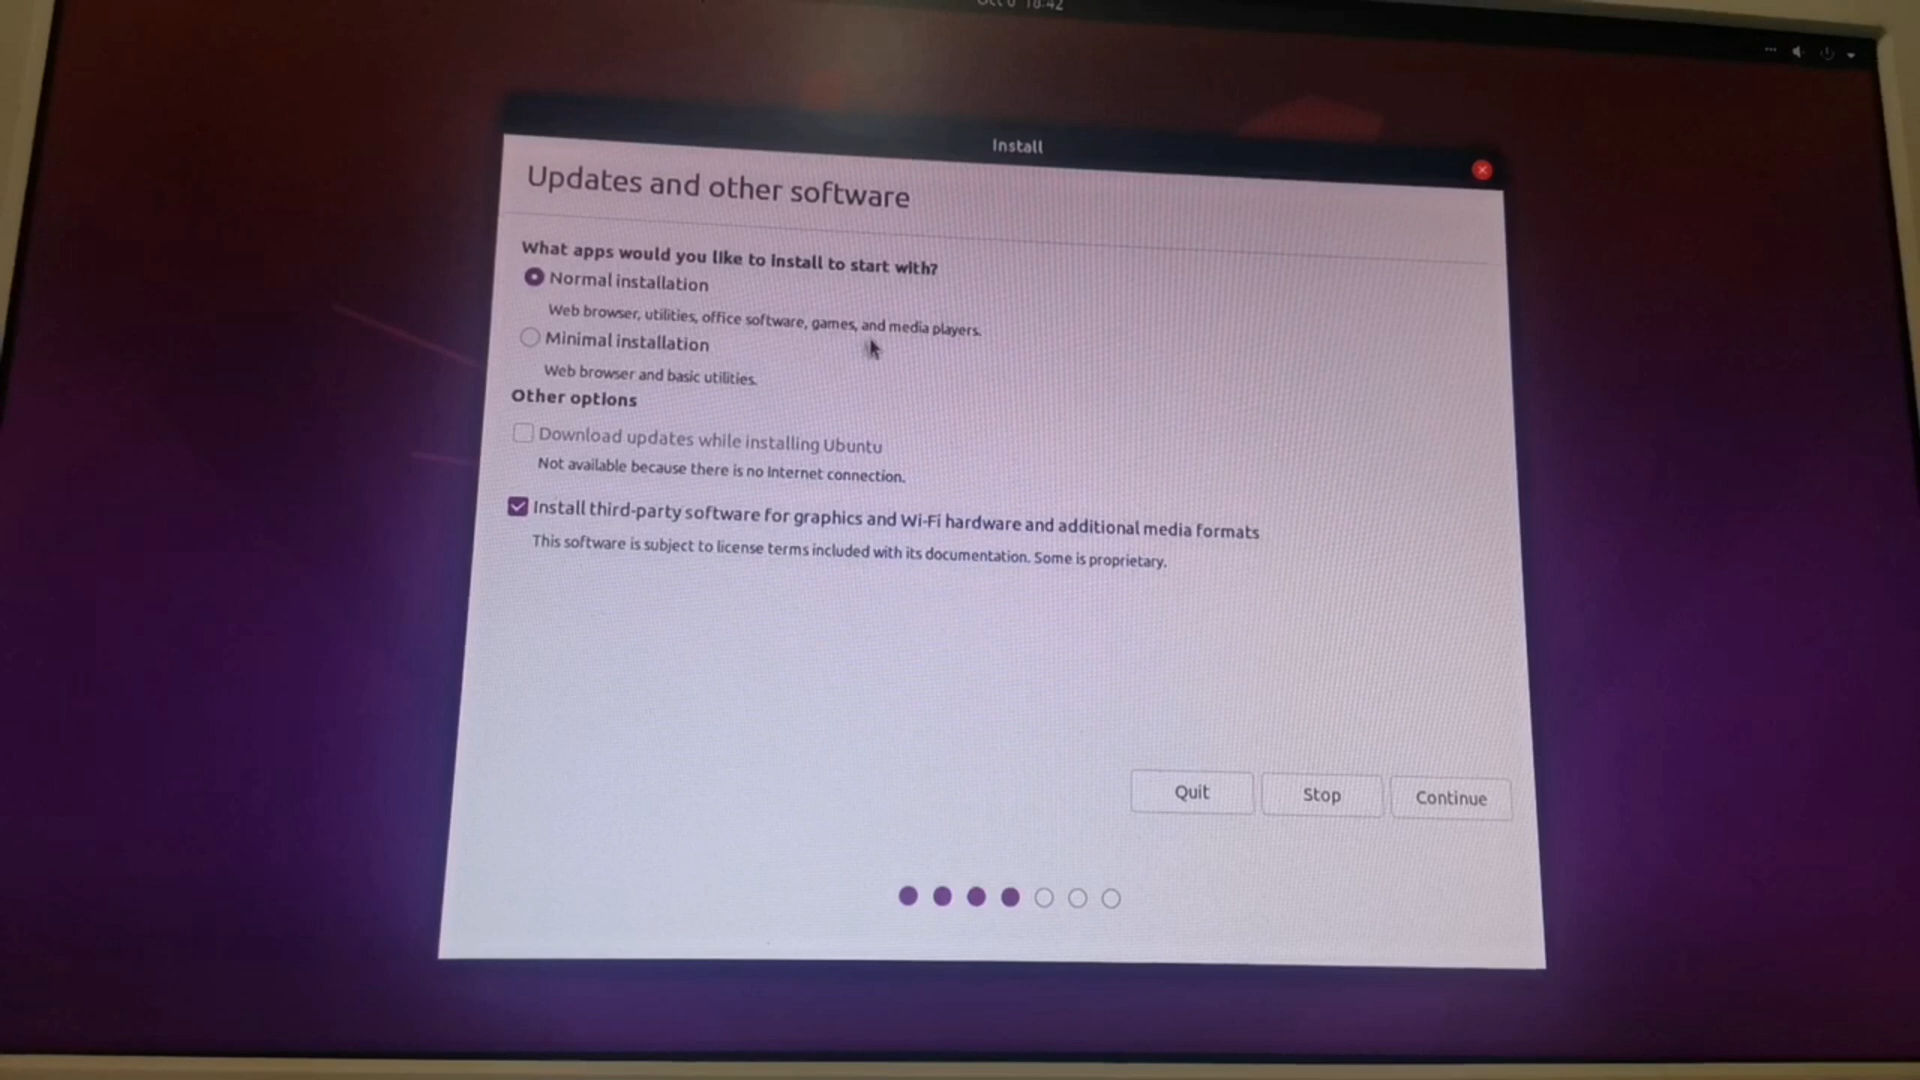 18:42
Install
Updates and other software
What apps would you like to install to start with?
Normal installation
Web browser, utilities, office software, games, and media players.
Minimal installation
Web browser and basic utilities.
Other options
Download updates while installing Ubuntu
Not available because there is no Internet connection.
Install third-party software for graphics and Wi-Fi hardware and additional media formats
This software is subject to license terms included with its documentation. Some is proprietary.
Quit
Stop
Continue